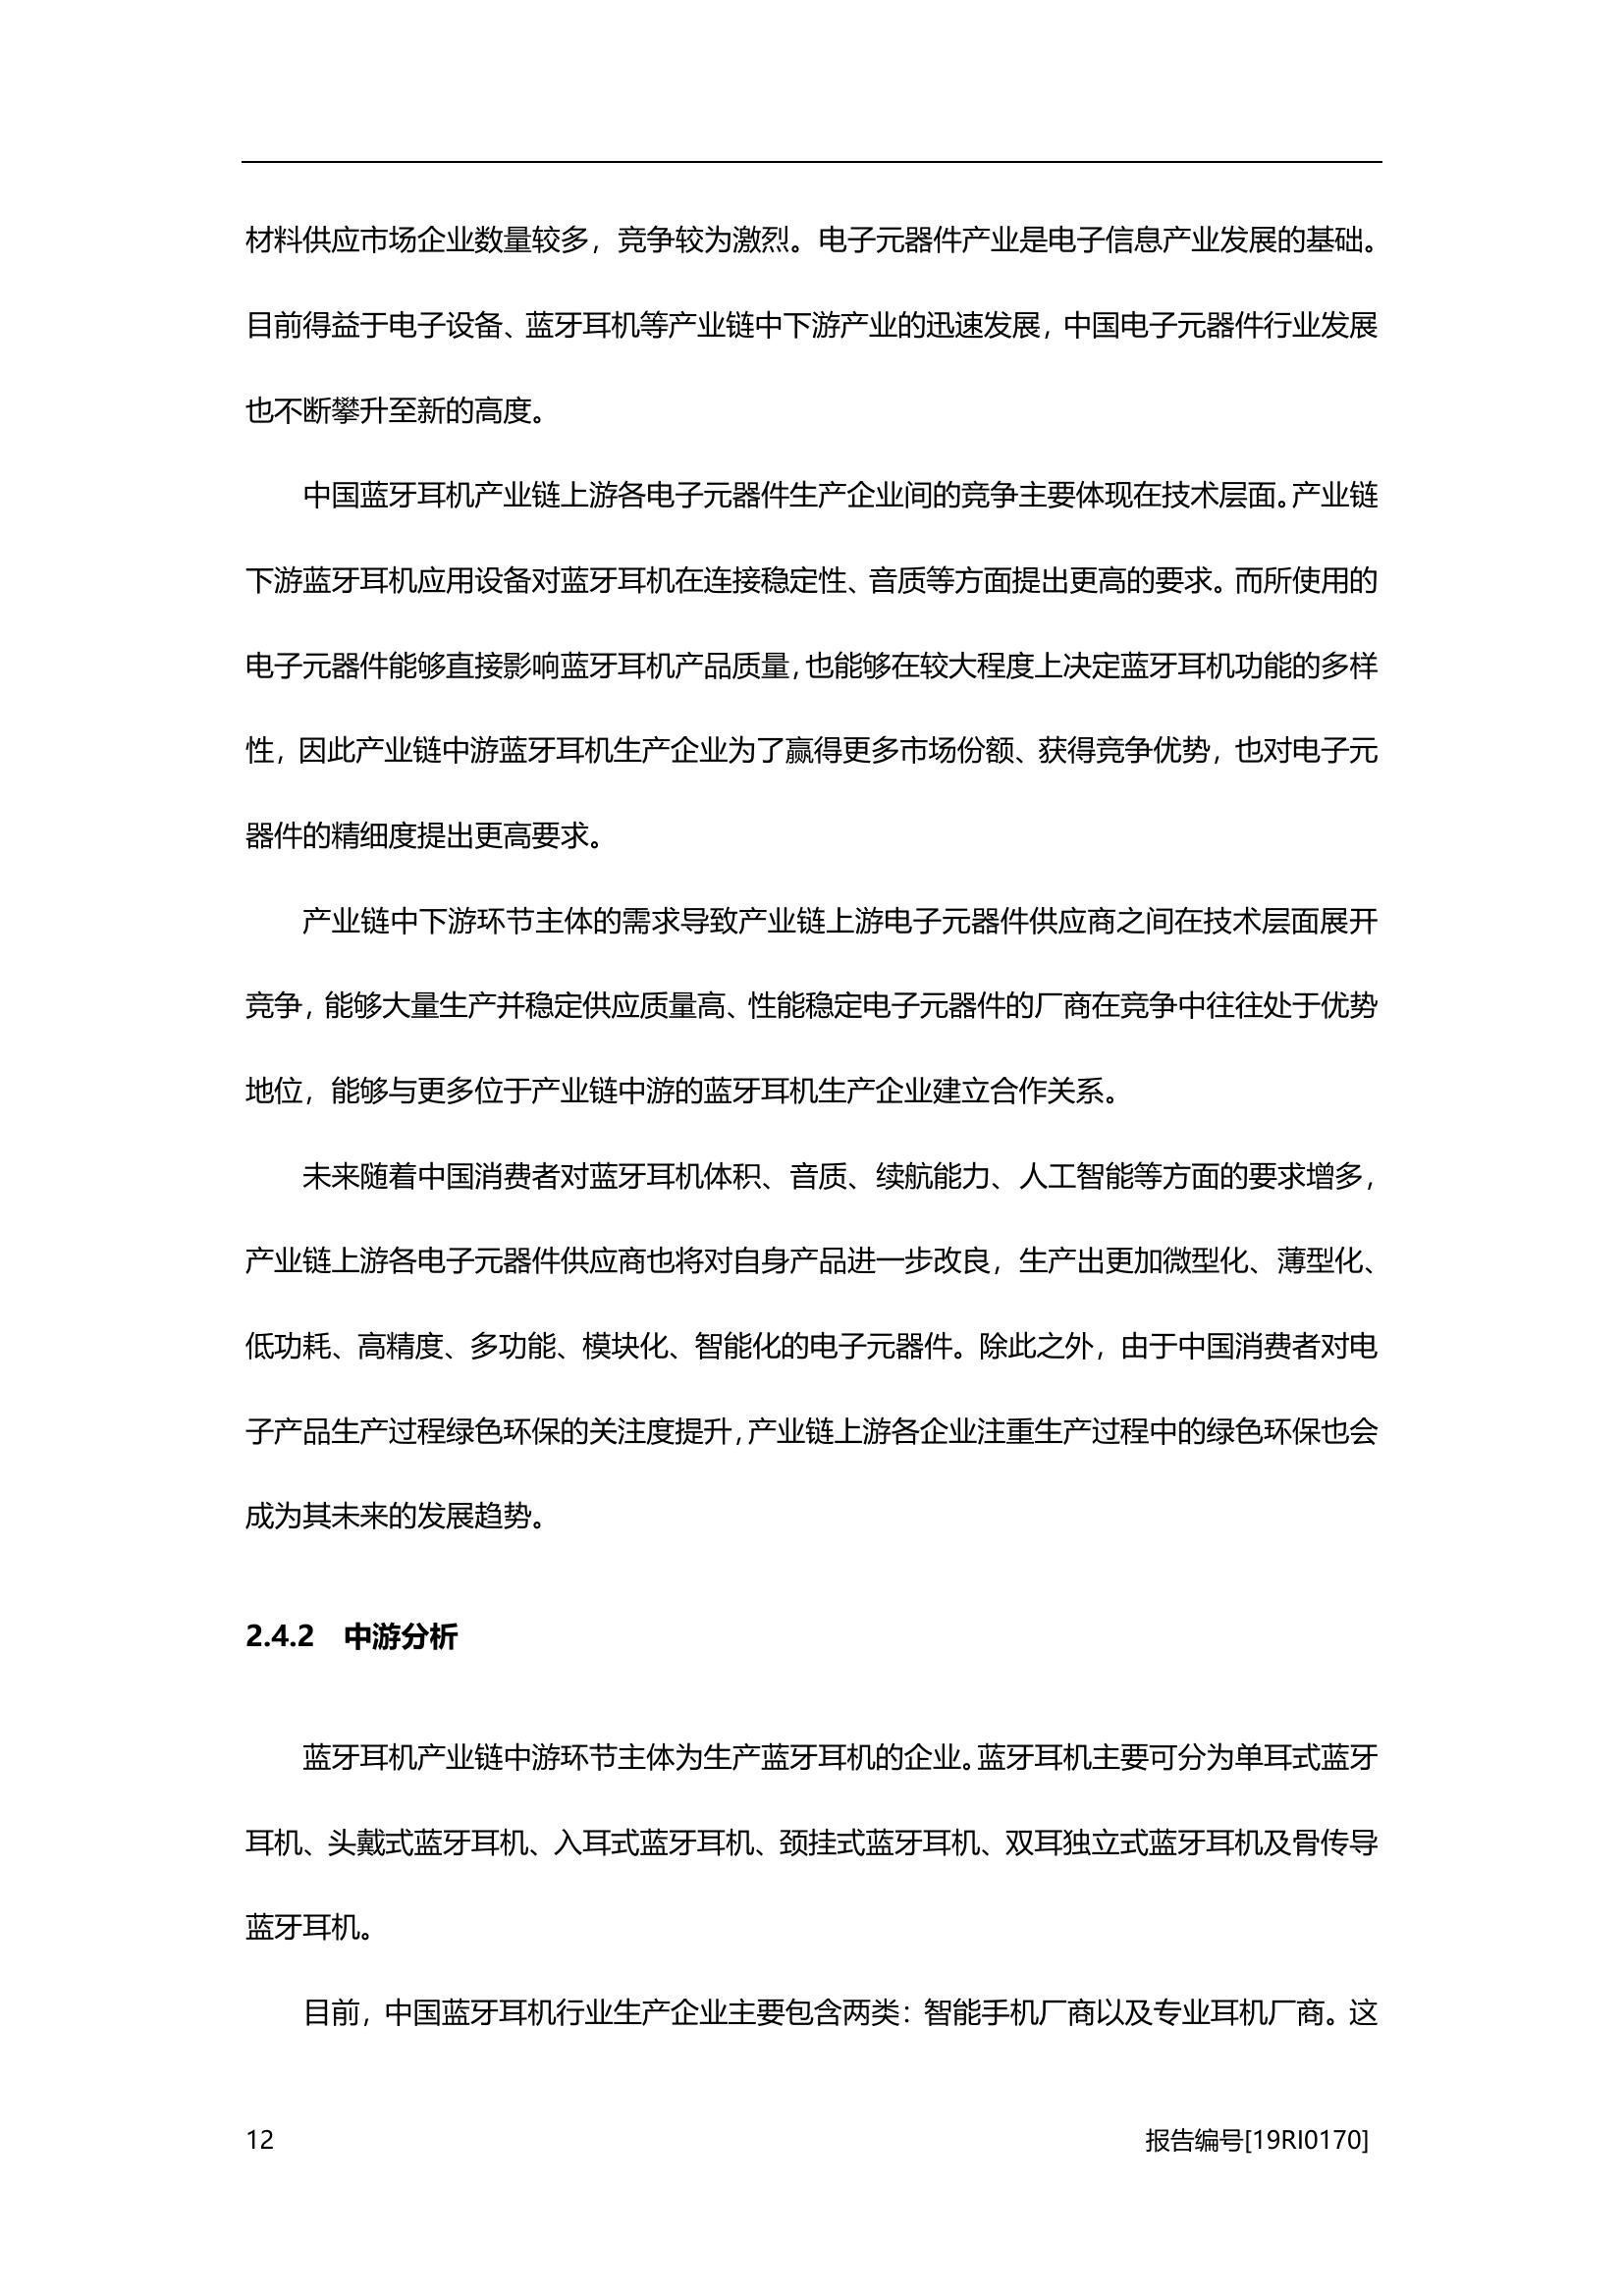 材料供应市场企业数量较多，竞争较为激烈。电子元器件产业是电子信息产业发展的基础。
目前得益于电子设备、蓝牙耳机等产业链中下游产业的迅速发展，中国电子元器件行业发展
也不断攀升至新的高度。
中国蓝牙耳机产业链上游各电子元器件生产企业间的竞争主要体现在技术层面。产业链
下游蓝牙耳机应用设备对蓝牙耳机在连接稳定性、音质等方面提出更高的要求。而所使用的
电子元器件能够直接影响蓝牙耳机产品质量，也能够在较大程度上决定蓝牙耳机功能的多样
性，因此产业链中游蓝牙耳机生产企业为了赢得更多市场份额、获得竞争优势，也对电子元
器件的精细度提出更高要求。
产业链中下游环节主体的需求导致产业链上游电子元器件供应商之间在技术层面展开
竞争，能够大量生产并稳定供应质量高、性能稳定电子元器件的厂商在竞争中往往处于优势
地位，能够与更多位于产业链中游的蓝牙耳机生产企业建立合作关系。
未来随着中国消费者对蓝牙耳机体积、音质、续航能力、人工智能等方面的要求增多，
产业链上游各电子元器件供应商也将对自身产品进一步改良，生产出更加微型化、薄型化、
低功耗、高精度、多功能、模块化、智能化的电子元器件。除此之外，由于中国消费者对电
子产品生产过程绿色环保的关注度提升，产业链上游各企业注重生产过程中的绿色环保也会
成为其未来的发展趋势。
2.4.2 中游分析
蓝牙耳机产业链中游环节主体为生产蓝牙耳机的企业。蓝牙耳机主要可分为单耳式蓝牙
耳机、头戴式蓝牙耳机、入耳式蓝牙耳机、颈挂式蓝牙耳机、双耳独立式蓝牙耳机及骨传导
蓝牙耳机。
目前，中国蓝牙耳机行业生产企业主要包含两类：智能手机厂商以及专业耳机厂商。这
12 报告编号[19RI0170]